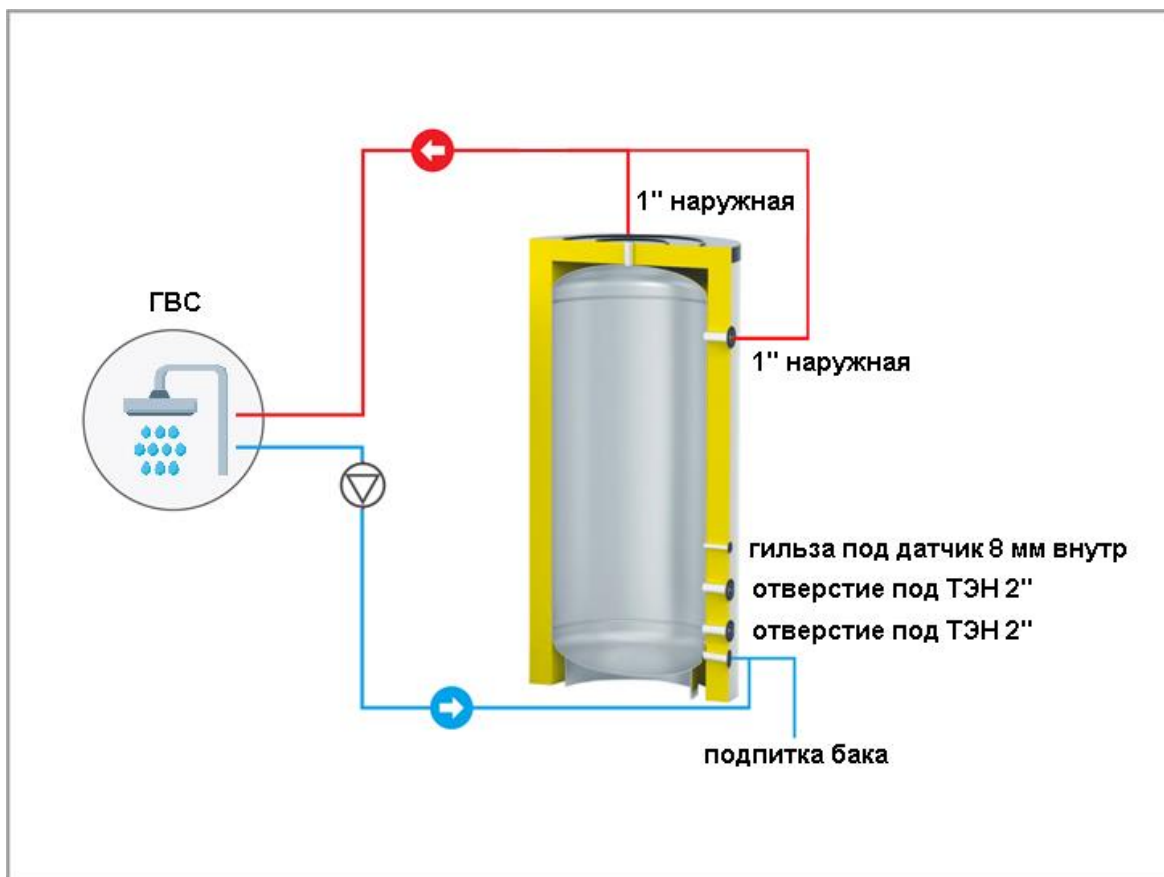 1" наружная
ГВС
1" наружная
гильза под датчик 8 мм внутр
отверстие под ТЭН 2"
отверстие под ТЭН 2"
подпитка бака